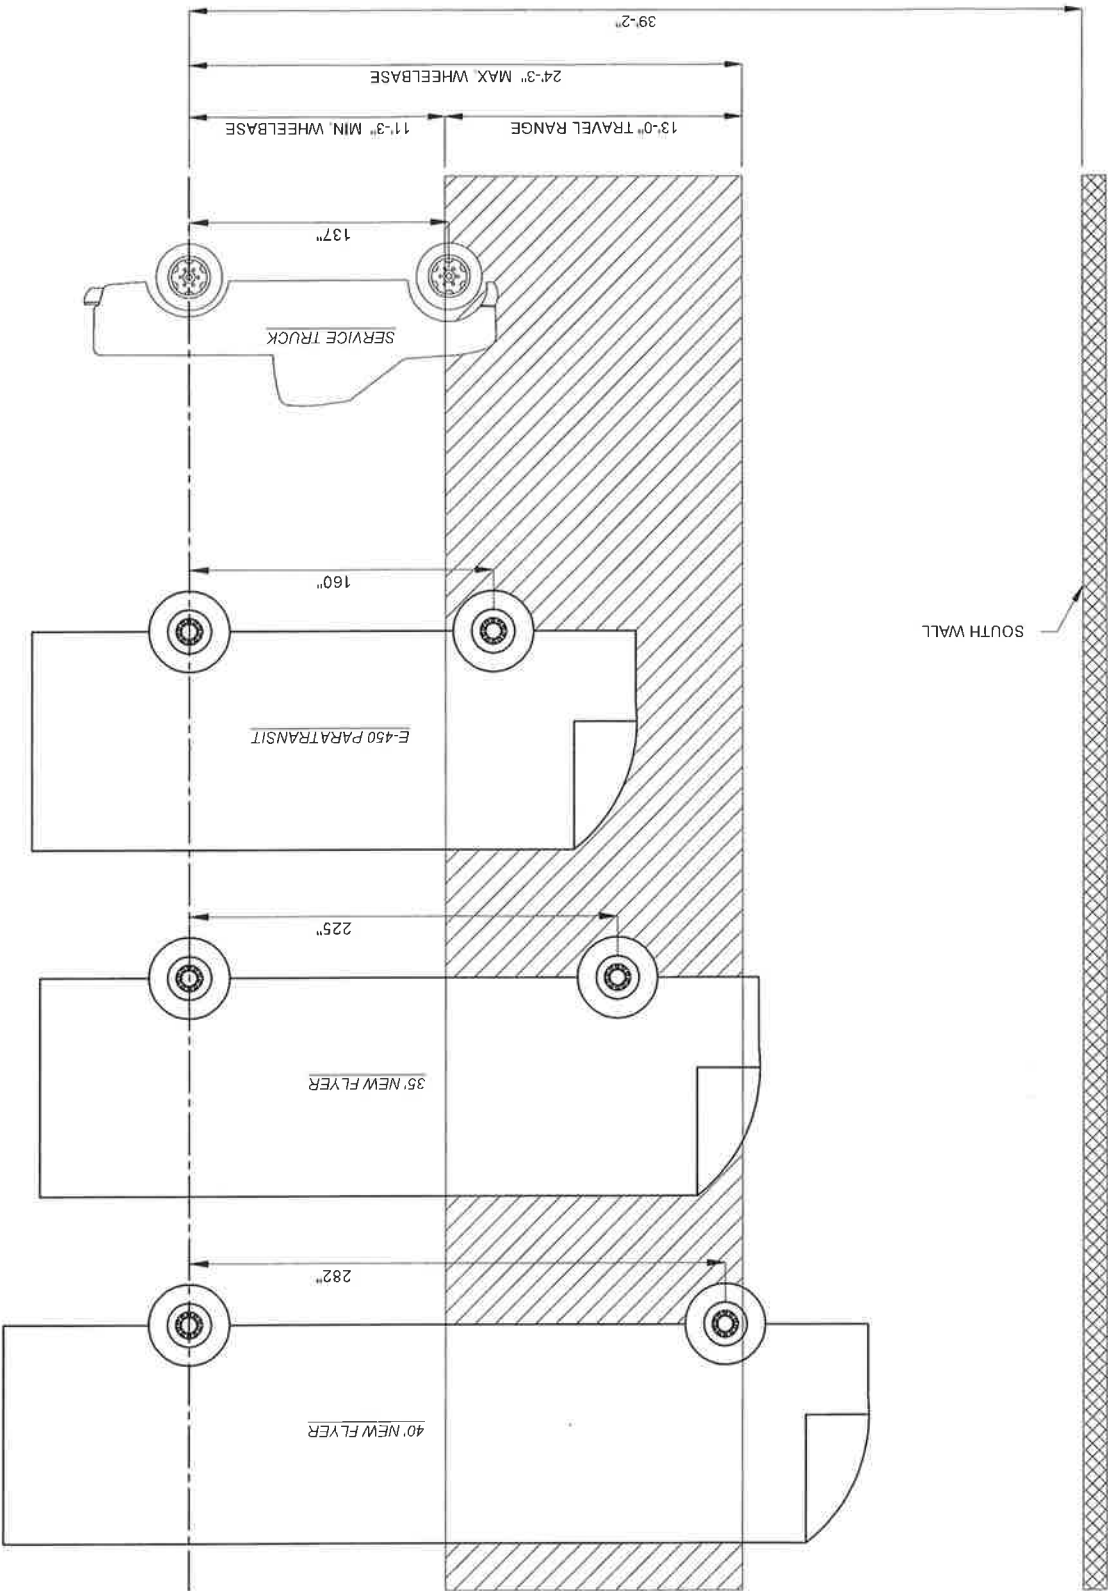 40' NEW FLYER
282"
35' NEW FLYER
225"
E-450 PARATRANSIT
160"
SOUTH WALL
SERVICE TRUCK
137"
11'-3" MIN. WHEELBASE
13'-0" TRAVEL RANGE
24'-3" MAX. WHEELBASE
39'-2"